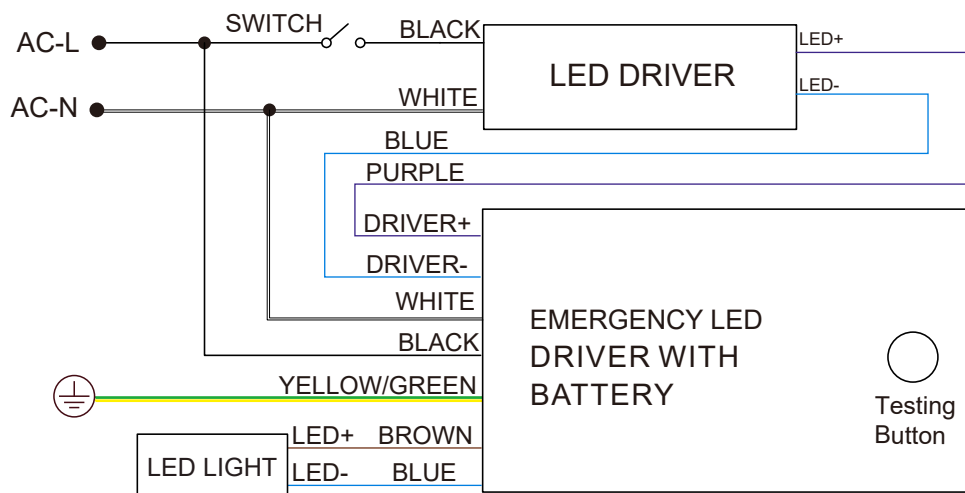 SWITCH
BLACK
AC-L
LED+
LED DRIVER
LED-
AC-N
WHITE
BLUE
PURPLE
DRIVER+
DRIVER-
WHITE
BLACK
YELLOW/GREEN
EMERGENCY LED
DRIVER WITH
BATTERY
Testing
Button
LED+ BROWN
LED LIGHT
LED- BLUE